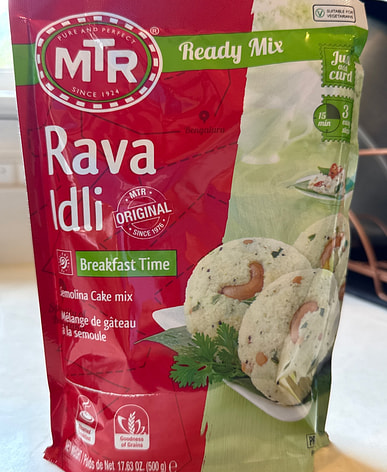 SUITABLE FOR
VEGETARIANS
PURE AND PERFECT
MTR
SINCE 1924
Ready Mix
Just
add
curd
15
min
3
Rava
Idli
MTR
ORIGINAL
SINCE 1976
Breakfast Time
Semolina Cake mix
Mélange de gâteau
à la semoule
Goodness of
Grains
NET WEIGHT / Poids de Net. 17.63 OZ. (500 g) e